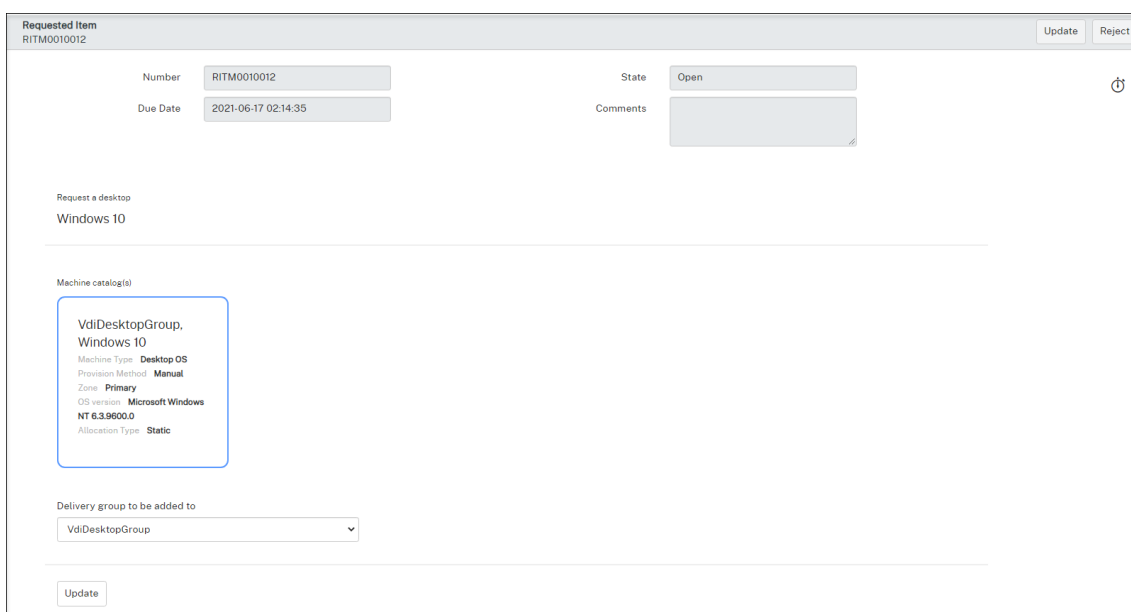 Requested Item
RITM0010012
Update Reject
Number RITM0010012 State Open
Due Date 2021-06-17 02:14:35 Comments
Request a desktop
Windows 10
Machine catalog(s)
VdiDesktopGroup,
Windows 10
Machine Type Desktop OS
Provision Method Manual
Zone Primary
OS version Microsoft Windows
NT 6.3.9600.0
Allocation Type Static
Delivery group to be added to
VdiDesktopGroup
Update